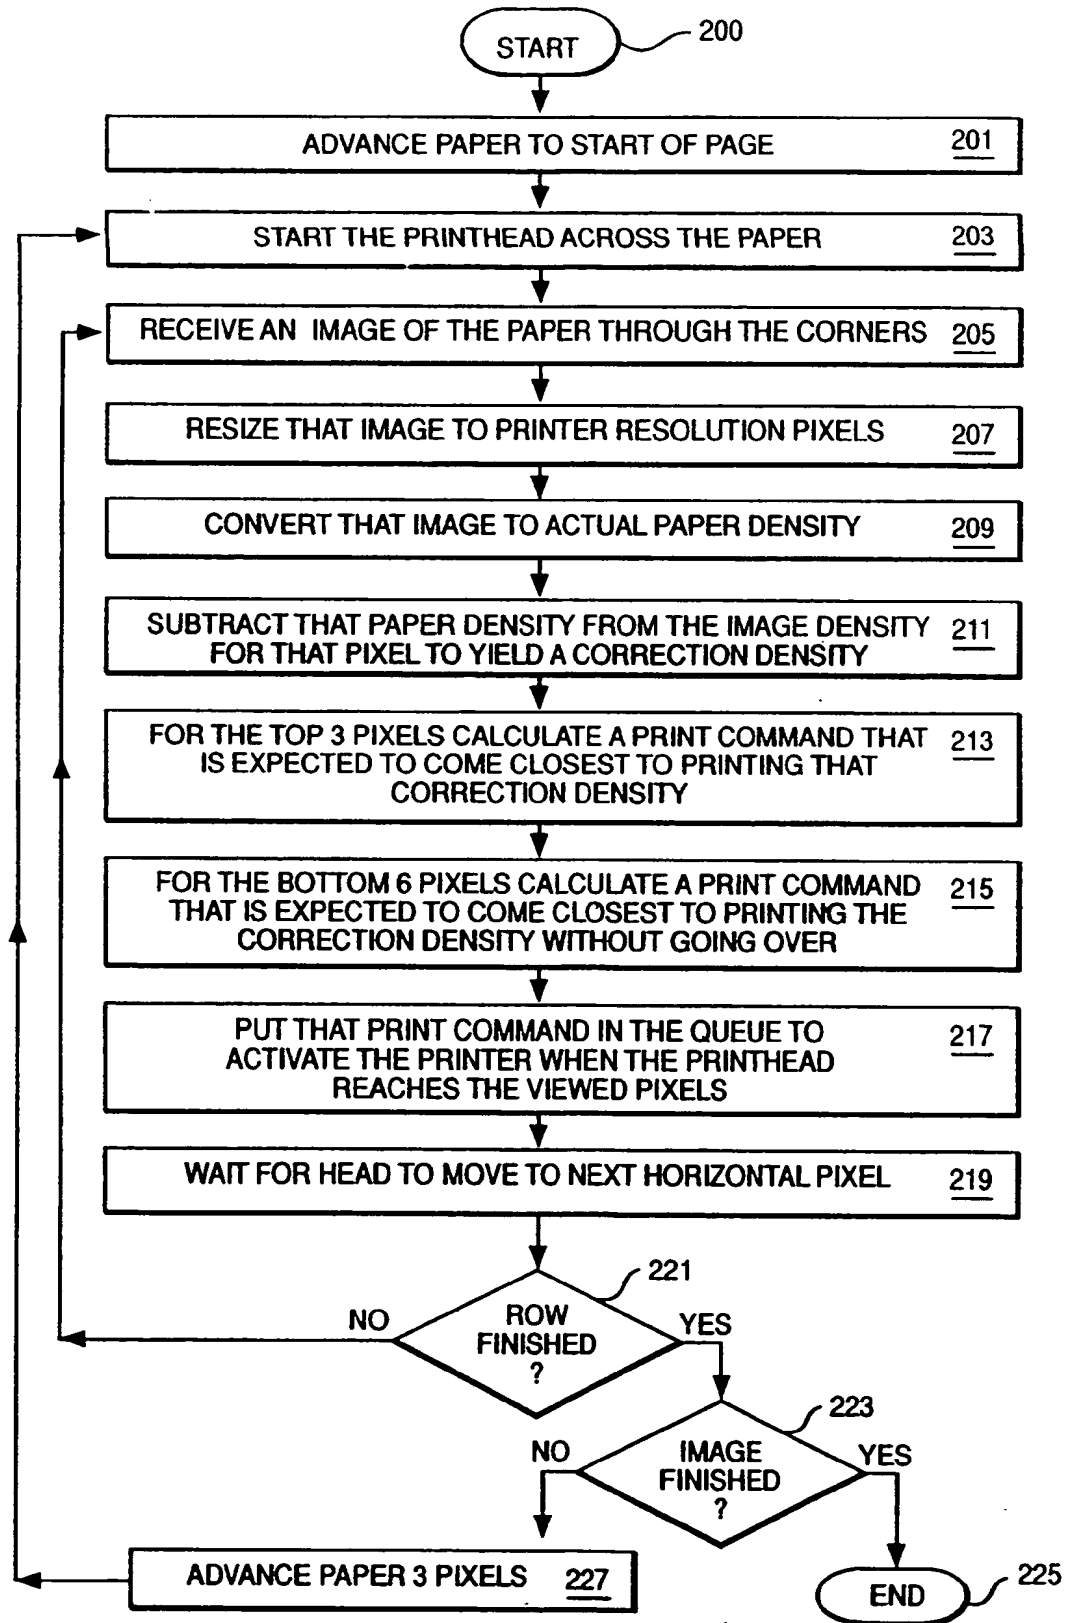 START
200
ADVANCE PAPER TO START OF PAGE 201
START THE PRINTHEAD ACROSS THE PAPER 203
RECEIVE AN IMAGE OF THE PAPER THROUGH THE CORNERS 205
RESIZE THAT IMAGE TO PRINTER RESOLUTION PIXELS 207
CONVERT THAT IMAGE TO ACTUAL PAPER DENSITY 209
SUBTRACT THAT PAPER DENSITY FROM THE IMAGE DENSITY 211
FOR THAT PIXEL TO YIELD A CORRECTION DENSITY
FOR THE TOP 3 PIXELS CALCULATE A PRINT COMMAND THAT 213
IS EXPECTED TO COME CLOSEST TO PRINTING THAT
CORRECTION DENSITY
FOR THE BOTTOM 6 PIXELS CALCULATE A PRINT COMMAND 215
THAT IS EXPECTED TO COME CLOSEST TO PRINTING THE
CORRECTION DENSITY WITHOUT GOING OVER
PUT THAT PRINT COMMAND IN THE QUEUE TO 217
ACTIVATE THE PRINTER WHEN THE PRINTHEAD
REACHES THE VIEWED PIXELS
WAIT FOR HEAD TO MOVE TO NEXT HORIZONTAL PIXEL 219
221
NO
ROW
FINISHED
?
YES
223
NO
IMAGE
FINISHED
?
YES
ADVANCE PAPER 3 PIXELS 227
END
225